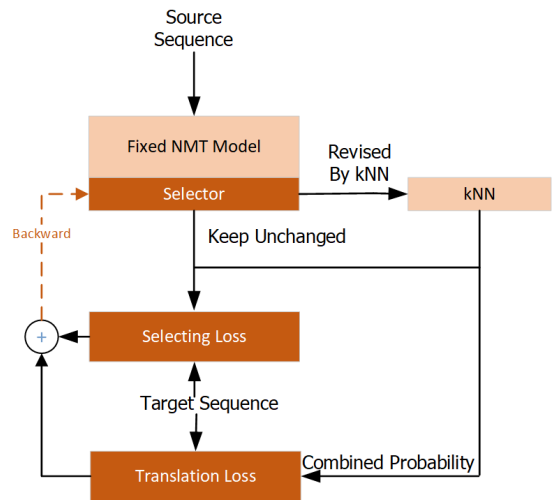 Source
Sequence
Fixed NMT Model
Selector
Revised
By kNN
kNN
Backward
Keep Unchanged
+
Selecting Loss
Target Sequence
Combined Probability
Translation Loss